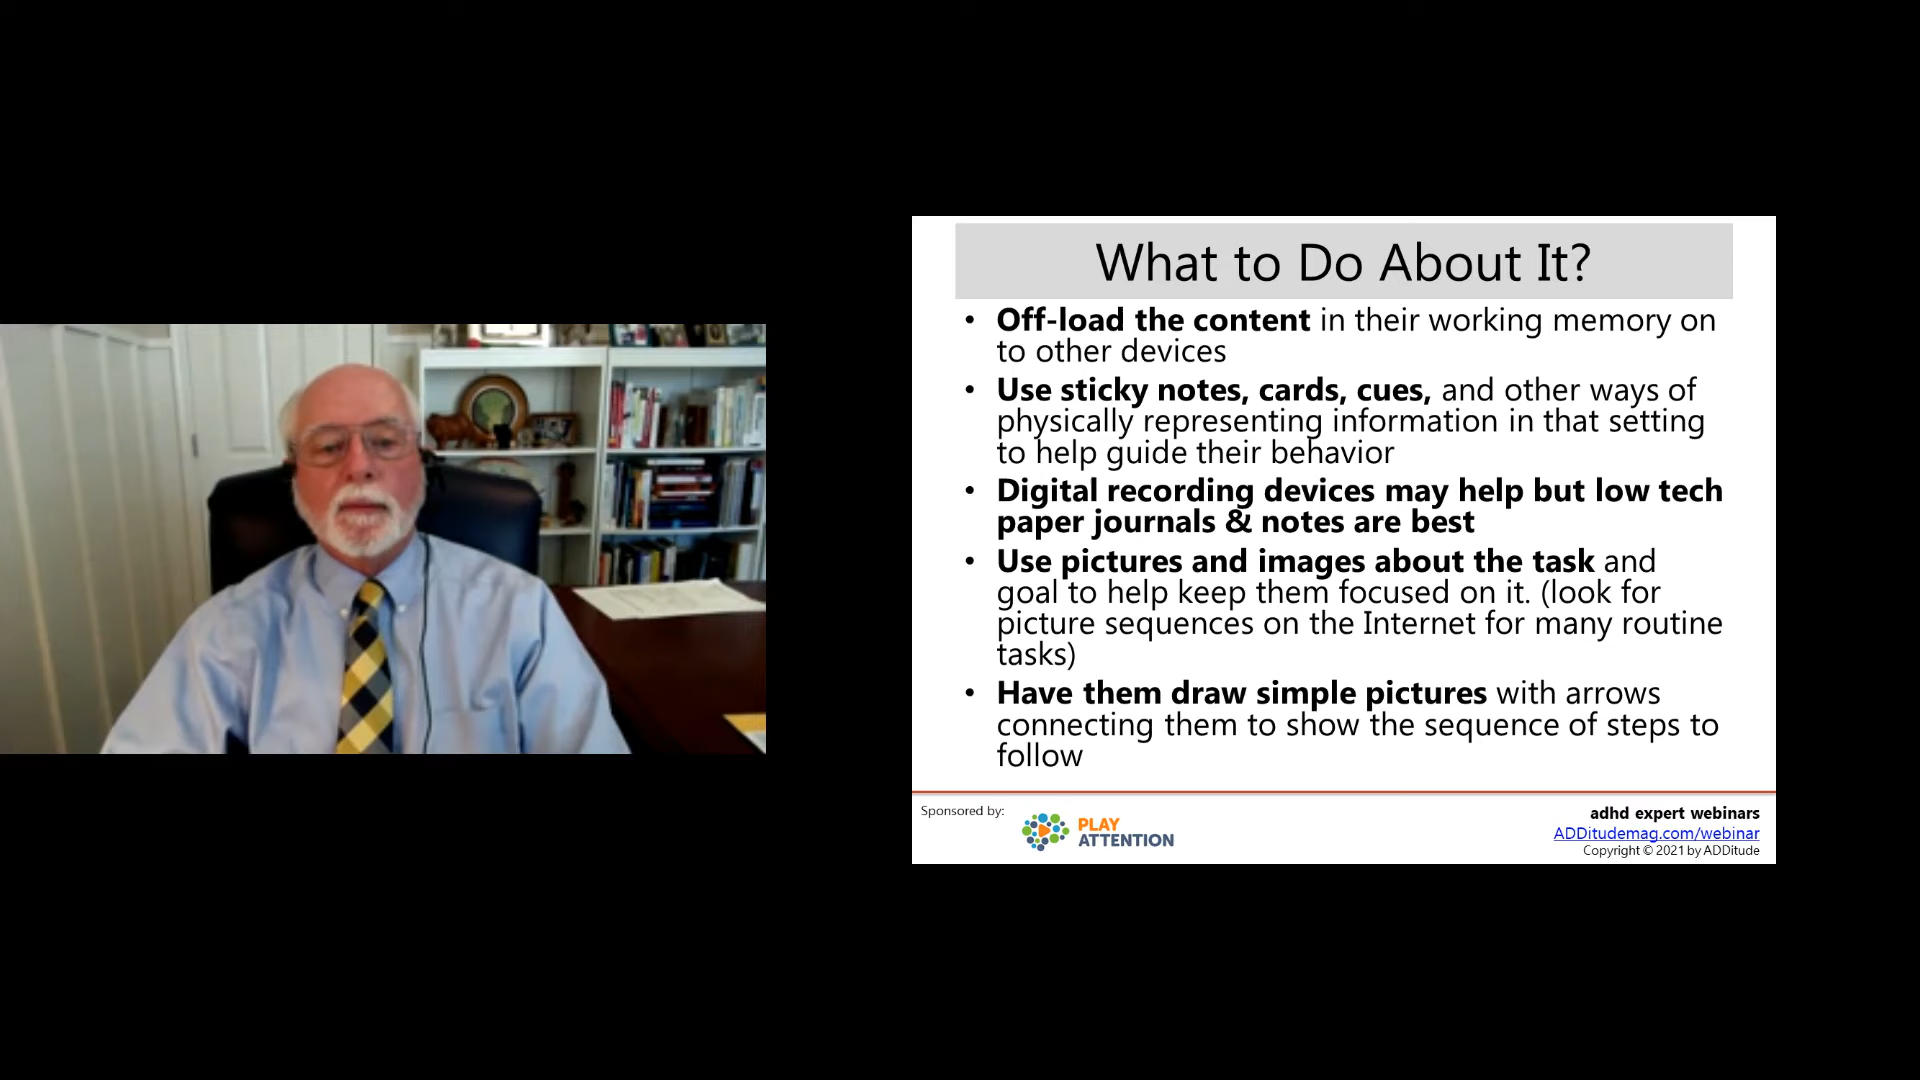 What to Do About It?
• Off-load the content in their working memory on
to other devices
• Use sticky notes, cards, cues, and other ways of
physically representing information in that setting
to help guide their behavior
• Digital recording devices may help but low tech
paper journals & notes are best
• Use pictures and images about the task and
goal to help keep them focused on it. (look for
picture sequences on the Internet for many routine
tasks)
• Have them draw simple pictures with arrows
connecting them to show the sequence of steps to
follow
Sponsored by:
PLAY
ATTENTION
adhd expert webinars
ADDitudemag.com/webinar
Copyright © 2021 by ADDitude